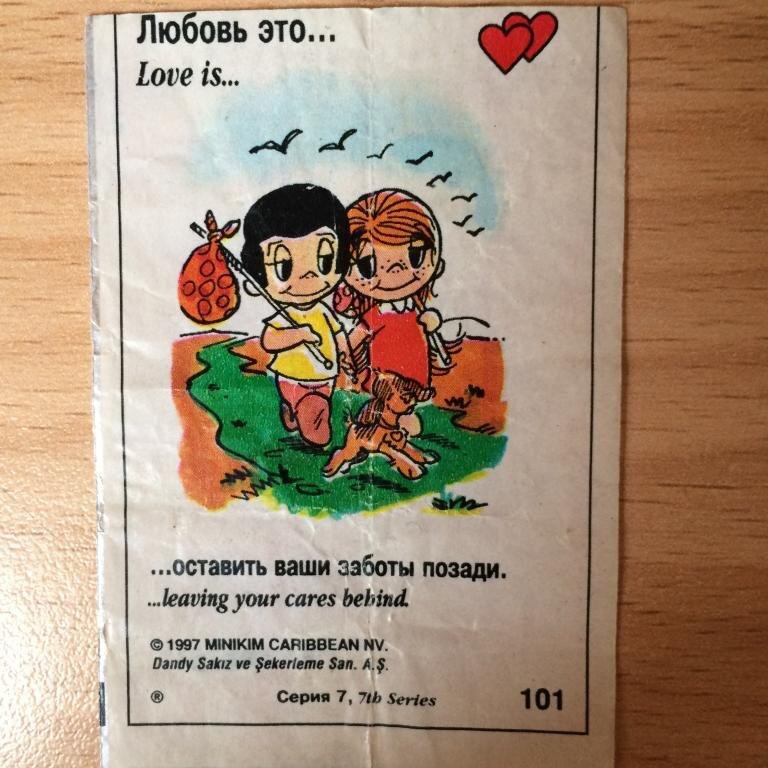 Любовь это...
Love is...
...оставить ваши заботы позади.
...leaving your cares behind.
© 1997 MINIKIM CARIBBEAN NV.
Dandy Sakız ve Şekerleme San. A.Ş.
® Серия 7, 7th Series 101